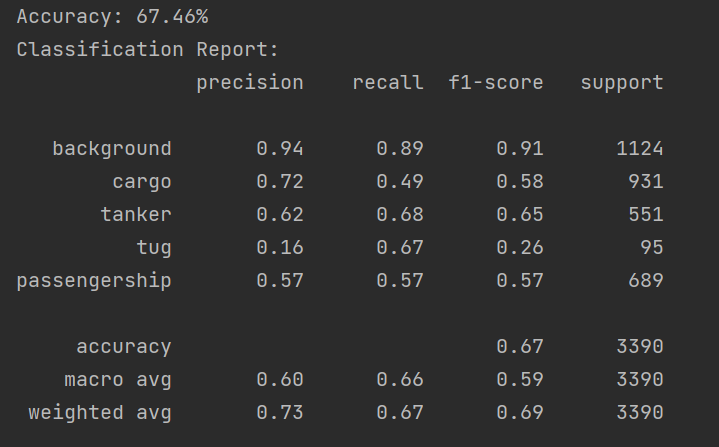 Accuracy: 67.46%
Classification Report:
precision recall f1-score support
background 0.94 0.89 0.91 1124
cargo 0.72 0.49 0.58 931
tanker 0.62 0.68 0.65 551
tug 0.16 0.67 0.26 95
passengership 0.57 0.57 0.57 689
accuracy 0.67 3390
macro avg 0.60 0.66 0.59 3390
weighted avg 0.73 0.67 0.69 3390